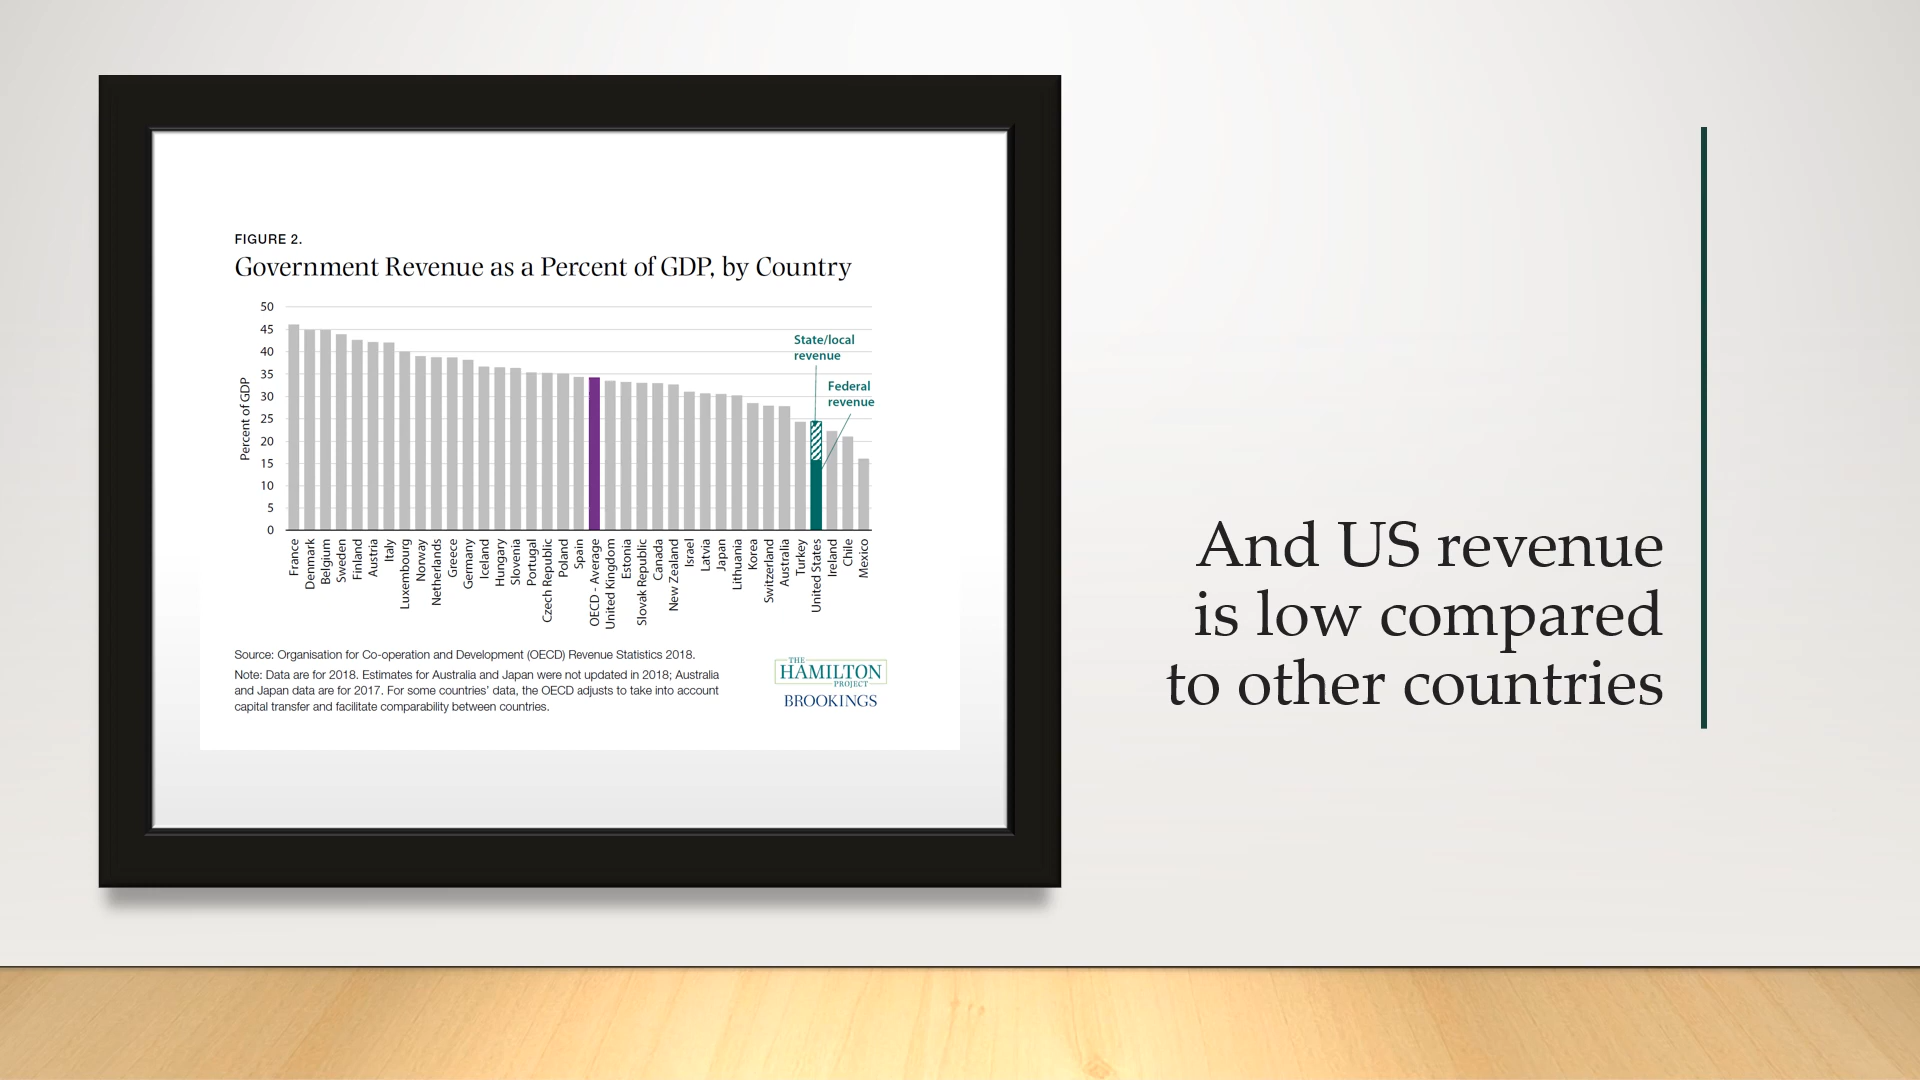 FIGURE 2.
Government Revenue as a Percent of GDP, by Country
50
45
40
35
30
25
20
15
10
5
0
Percent of GDP
State/local
revenue
Federal
revenue
France
Denmark
Belgium
Sweden
Finland
Austria
Italy
Luxembourg
Norway
Netherlands
Greece
Germany
Iceland
Hungary
Slovenia
Portugal
Czech Republic
Poland
Spain
OECD - Average
United Kingdom
Estonia
Slovak Republic
Canada
New Zealand
Israel
Latvia
Japan
Lithuania
Korea
Switzerland
Australia
Turkey
United States
Ireland
Chile
Mexico
Source: Organisation for Co-operation and Development (OECD) Revenue Statistics 2018.
Note: Data are for 2018. Estimates for Australia and Japan were not updated in 2018; Australia
and Japan data are for 2017. For some countries’ data, the OECD adjusts to take into account
capital transfer and facilitate comparability between countries.
THE
HAMILTON
PROJECT
BROOKINGS
And US revenue
is low compared
to other countries